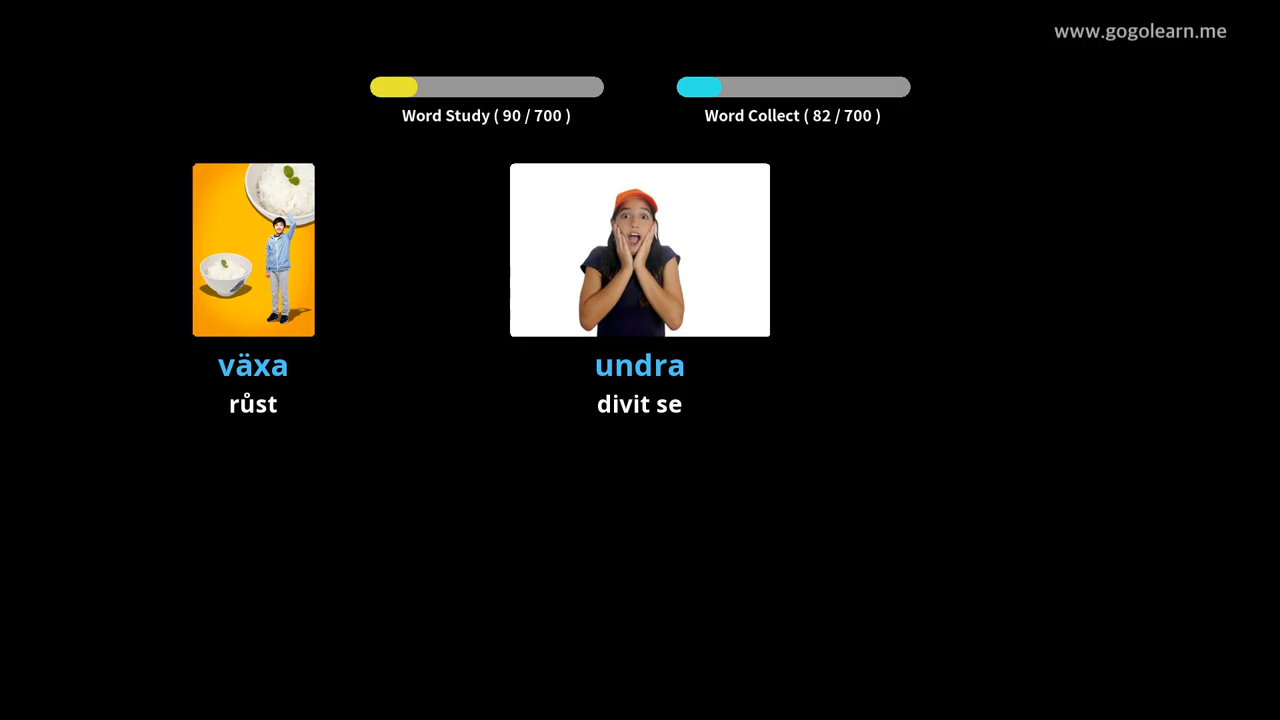 www.gogolearn.me
Word Study ( 90 / 700 )
Word Collect ( 82 / 700 )
växa
růst
undra
divit se